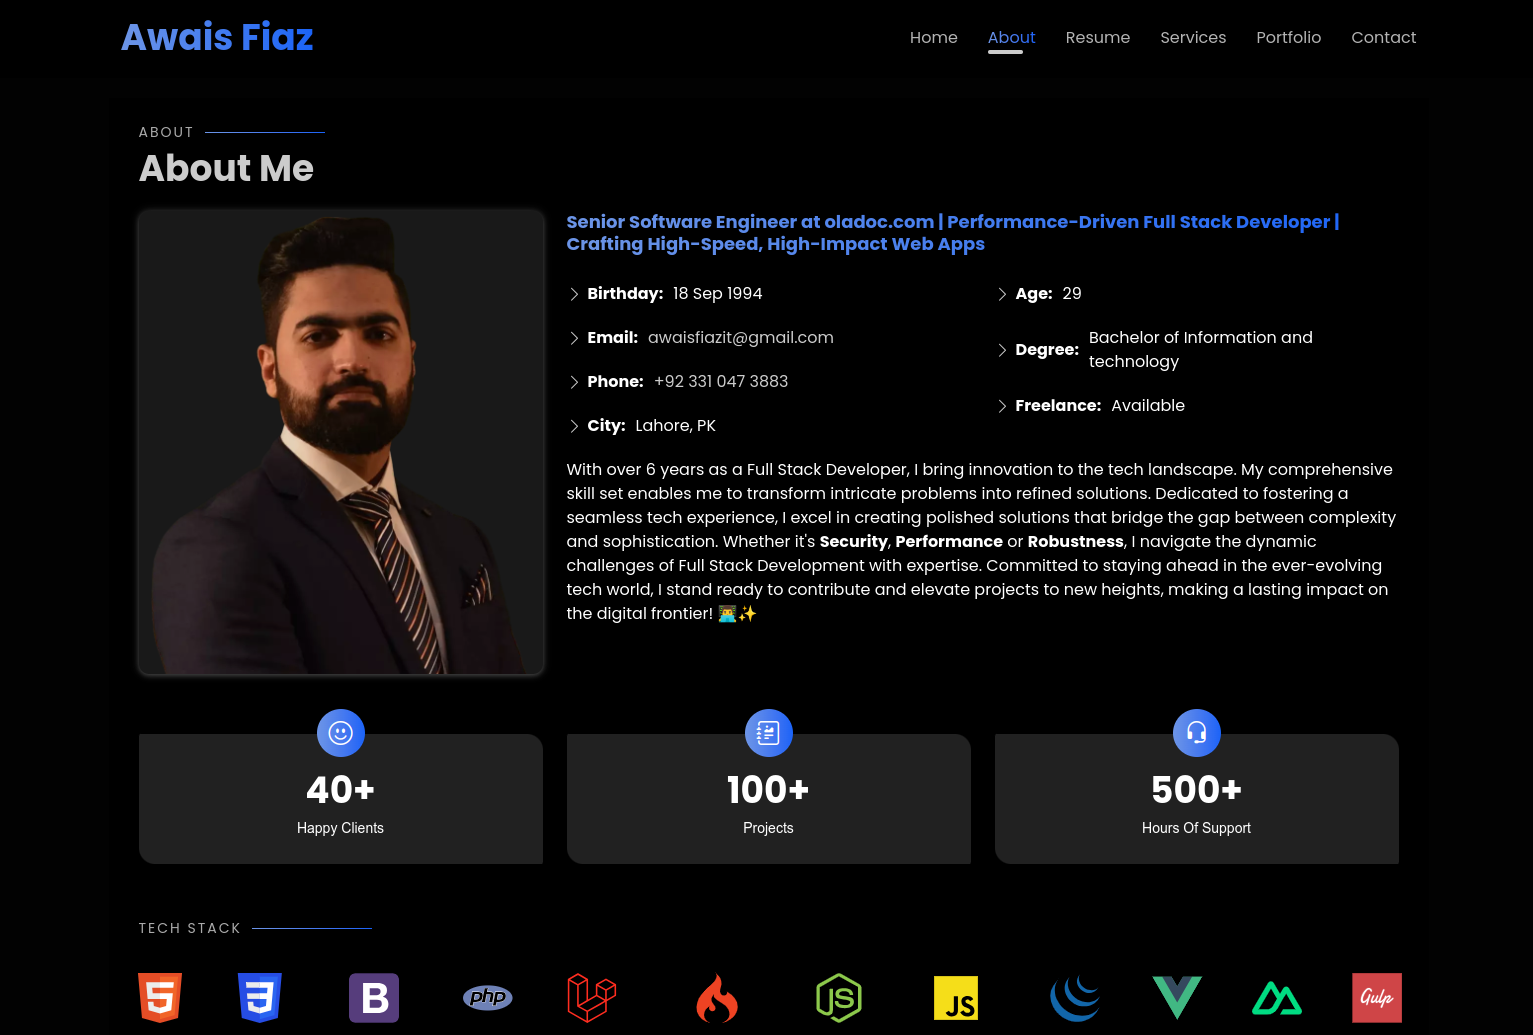 Awais Fiaz
Home About Resume Services Portfolio Contact
ABOUT
About Me
Senior Software Engineer at oladoc.com | Performance-Driven Full Stack Developer |
Crafting High-Speed, High-Impact Web Apps
Birthday: 18 Sep 1994
Email: awaisfiazit@gmail.com
Phone: +92 331 047 3883
City: Lahore, PK
Age: 29
Degree: Bachelor of Information and
technology
Freelance: Available
With over 6 years as a Full Stack Developer, I bring innovation to the tech landscape. My comprehensive
skill set enables me to transform intricate problems into refined solutions. Dedicated to fostering a
seamless tech experience, I excel in creating polished solutions that bridge the gap between complexity
and sophistication. Whether it's Security, Performance or Robustness, I navigate the dynamic
challenges of Full Stack Development with expertise. Committed to staying ahead in the ever-evolving
tech world, I stand ready to contribute and elevate projects to new heights, making a lasting impact on
the digital frontier! 👨‍💻✨
40+
Happy Clients
100+
Projects
500+
Hours Of Support
TECH STACK
5 3 B php JS JS Gulp